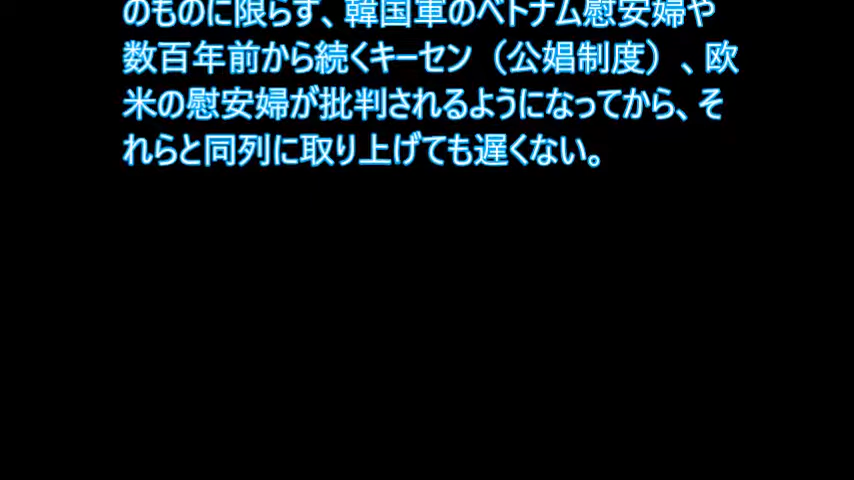 のものに限らず、韓国軍のベトナム慰安婦や
数百年前から続くキーセン（公娼制度）、欧
米の慰安婦が批判されるようになってから、そ
れらと同列に取り上げても遅くない。